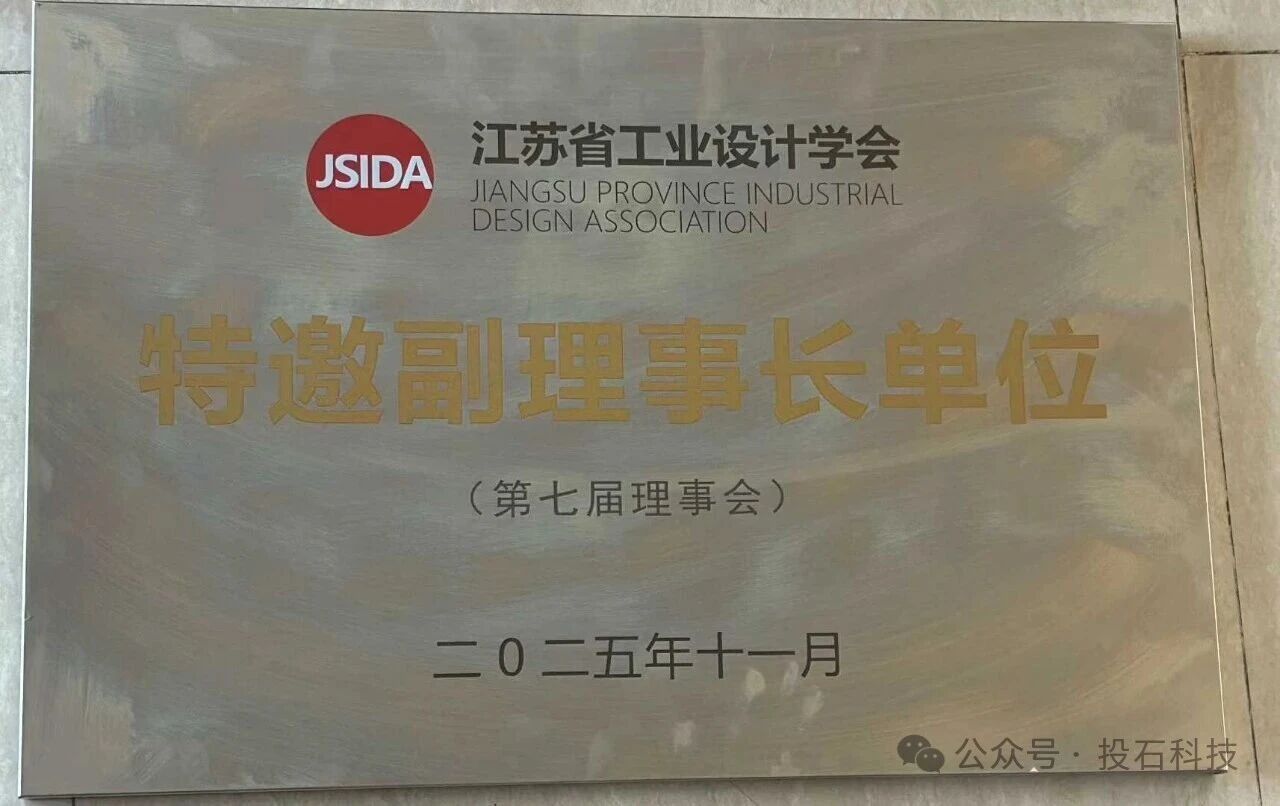 JSIDA
江苏省工业设计学会
JIANGSU PROVINCE INDUSTRIAL
DESIGN ASSOCIATION
特邀副理事长单位
（第七届理事会）
二0二五年十一月
公众号·投石科技